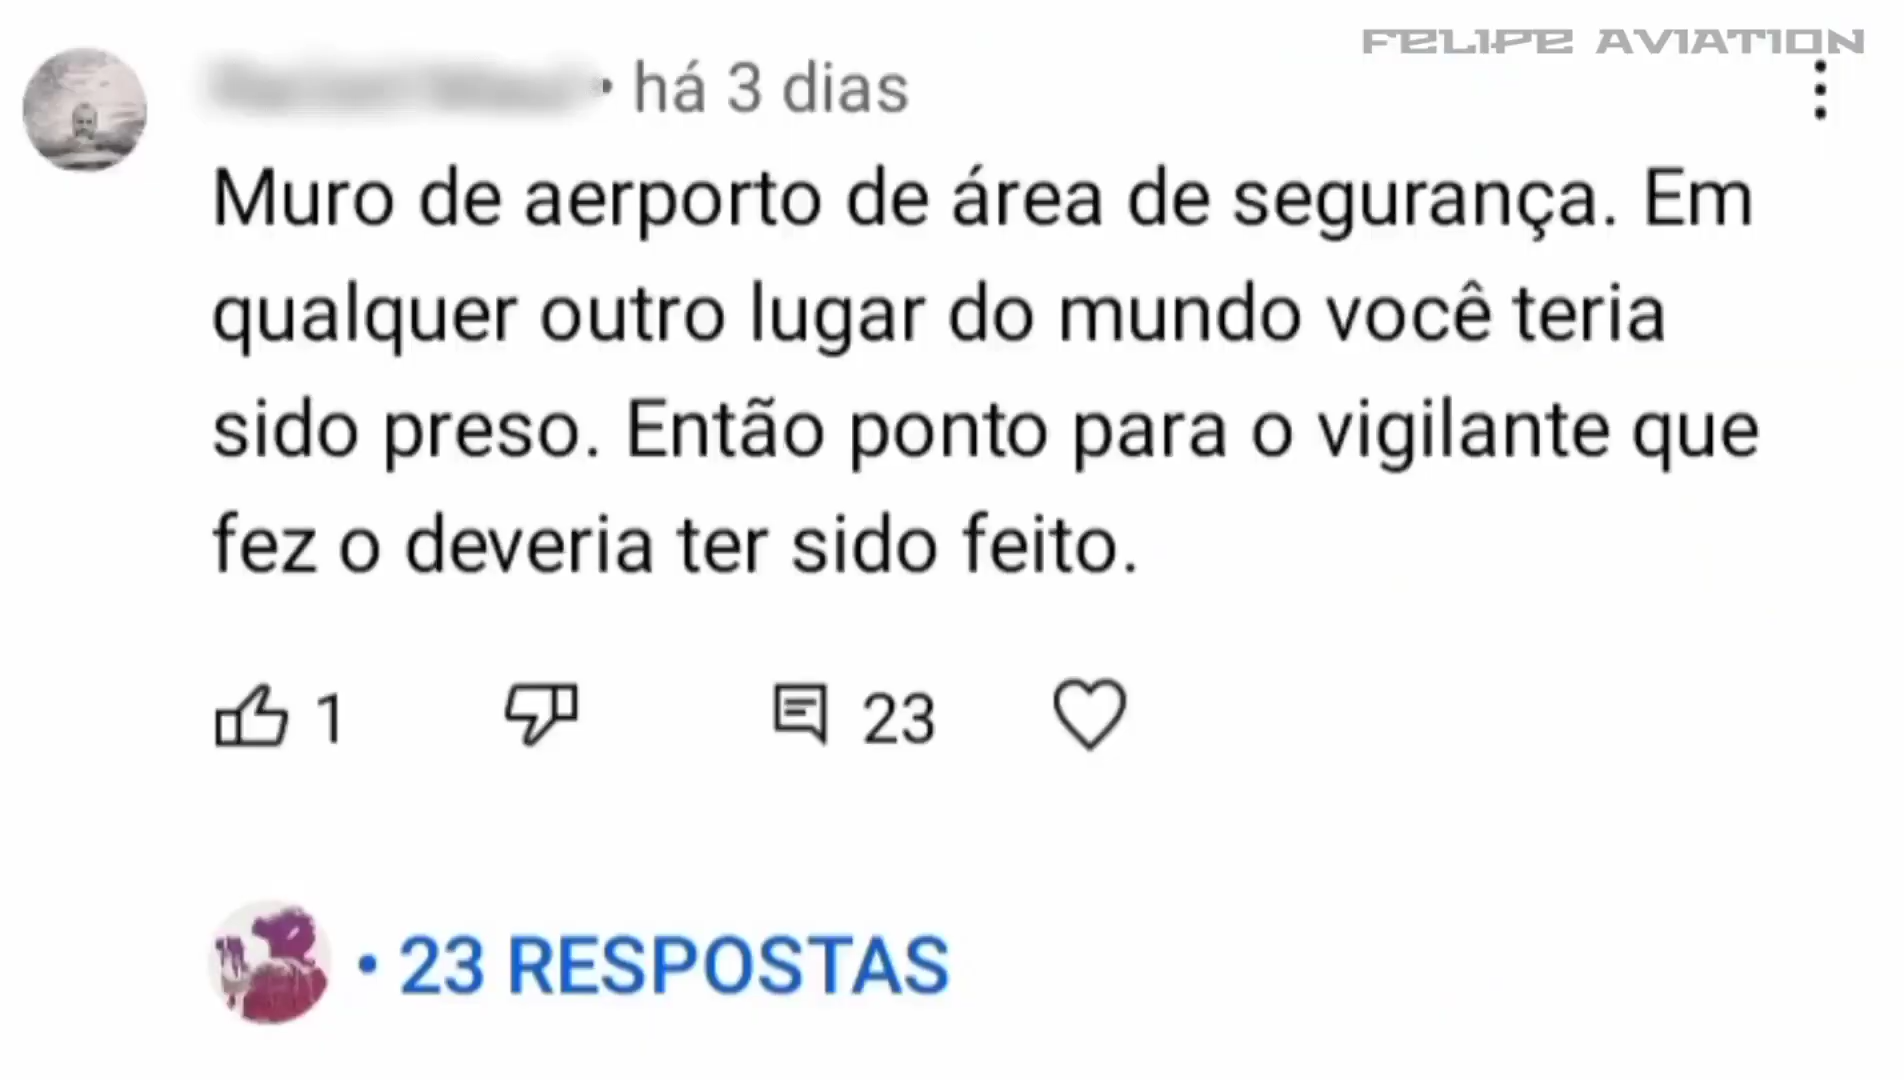 FELIPE AVIATION
• há 3 dias
Muro de aerporto de área de segurança. Em
qualquer outro lugar do mundo você teria
sido preso. Então ponto para o vigilante que
fez o deveria ter sido feito.
1 23
• 23 RESPOSTAS